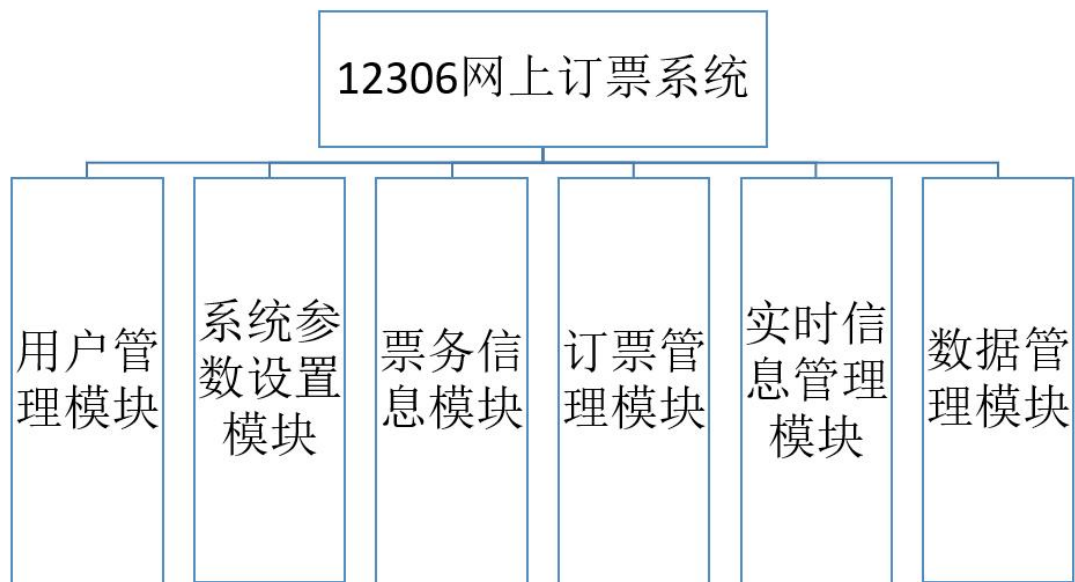 12306网上订票系统
用户管
理模块
系统参
数设置
模块
票务信
息模块
订票管
理模块
实时信
息管理
模块
数据管
理模块